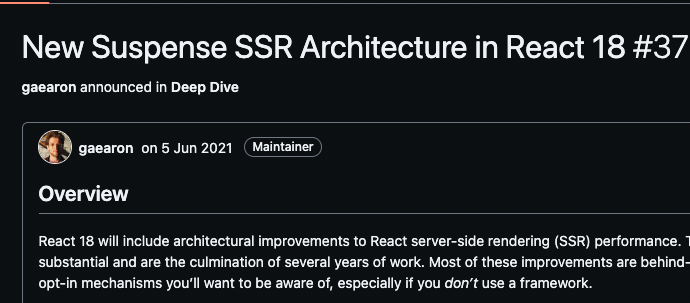 New Suspense SSR Architecture in React 18 #37
gaearon announced in Deep Dive
gaearon on 5 Jun 2021 Maintainer
Overview
React 18 will include architectural improvements to React server-side rendering (SSR) performance.
substantial and are the culmination of several years of work. Most of these improvements are behind-
opt-in mechanisms you'll want to be aware of, especially if you don't use a framework.